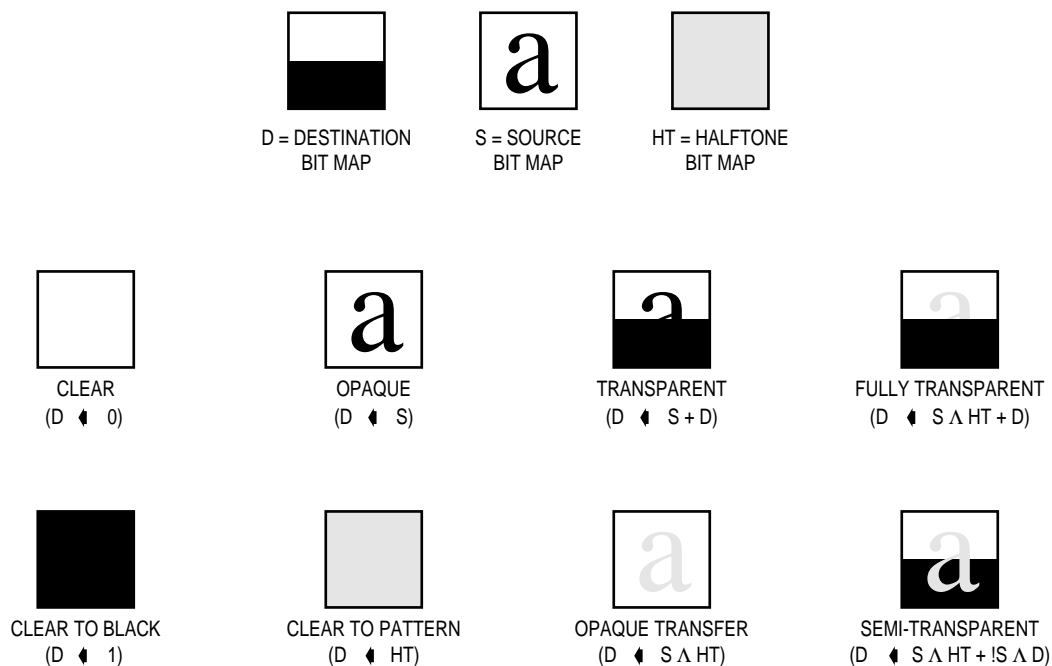 a
D = DESTINATION BIT MAP
S = SOURCE BIT MAP
HT = HALFTONE BIT MAP
a
a
a
CLEAR
(D ⬅ 0)
OPAQUE
(D ⬅ S)
TRANSPARENT
(D ⬅ S + D)
FULLY TRANSPARENT
(D ⬅ S Λ HT + D)
a
a
CLEAR TO BLACK
(D ⬅ 1)
CLEAR TO PATTERN
(D ⬅ HT)
OPAQUE TRANSFER
(D ⬅ S Λ HT)
SEMI-TRANSPARENT
(D ⬅ S Λ HT + !S Λ D)